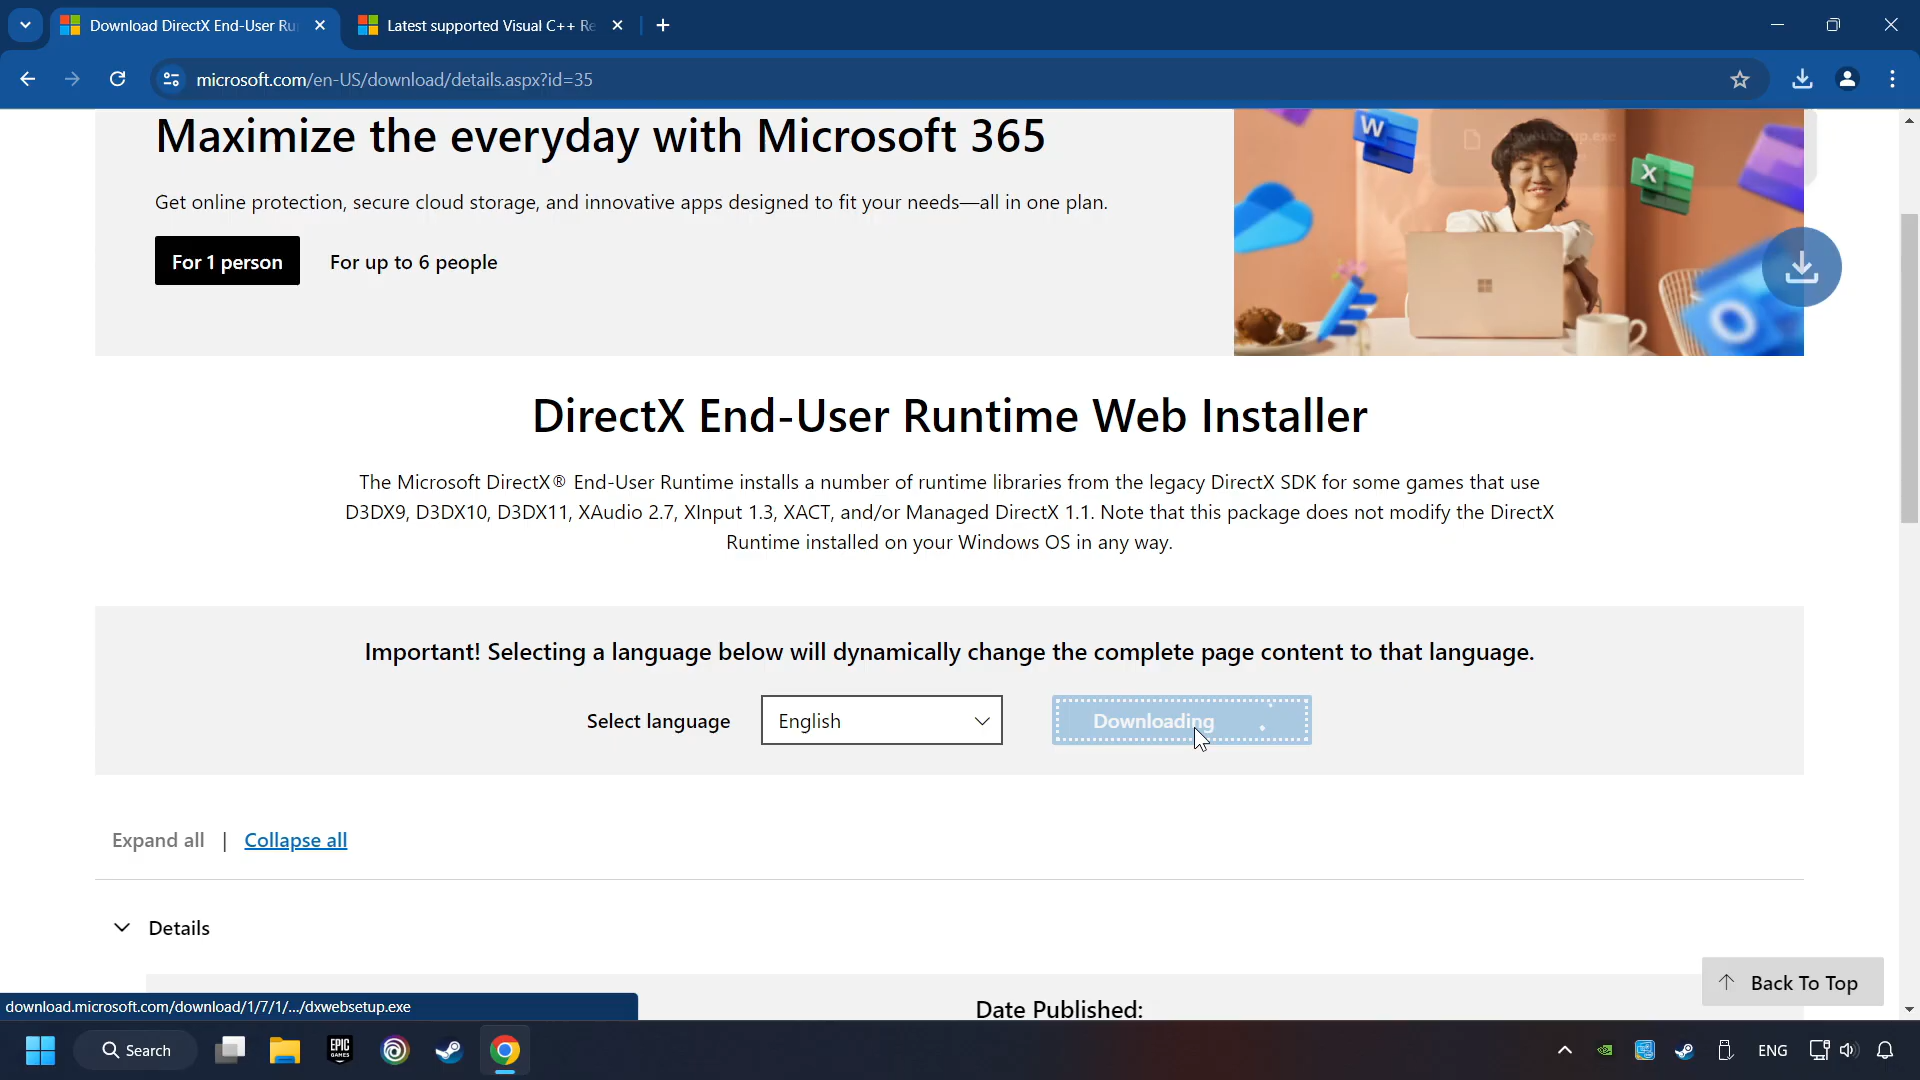 Download DirectX End-User Ru
Latest supported Visual C++ Re
microsoft.com/en-US/download/details.aspx?id=35
Maximize the everyday with Microsoft 365
Get online protection, secure cloud storage, and innovative apps designed to fit your needs—all in one plan.
For 1 person
For up to 6 people
W
X
O
DirectX End-User Runtime Web Installer
The Microsoft DirectX® End-User Runtime installs a number of runtime libraries from the legacy DirectX SDK for some games that use
D3DX9, D3DX10, D3DX11, XAudio 2.7, XInput 1.3, XACT, and/or Managed DirectX 1.1. Note that this package does not modify the DirectX
Runtime installed on your Windows OS in any way.
Important! Selecting a language below will dynamically change the complete page content to that language.
Select language
English
Downloading
Expand all | Collapse all
Details
Back To Top
Date Published:
download.microsoft.com/download/1/7/1/.../dxwebsetup.exe
Search
EPIC
GAMES
ENG